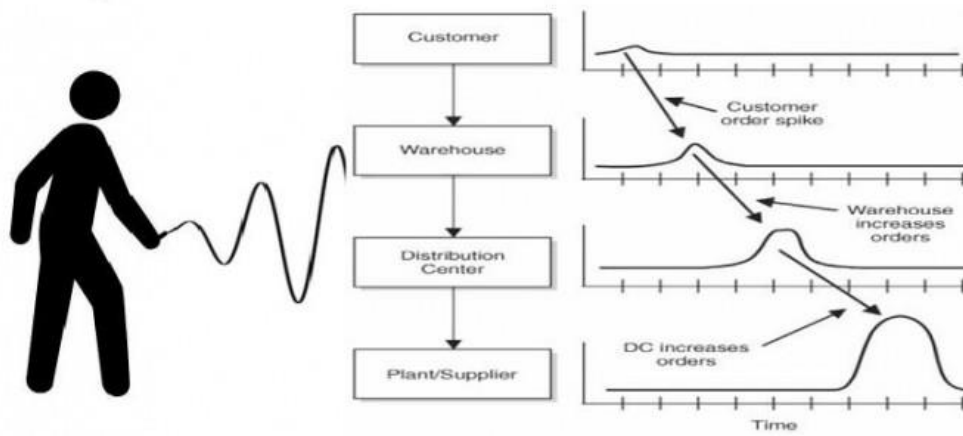 Customer
Customer
order spike
Warehouse
Warehouse
increases
orders
Distribution
Center
DC increases
orders
Plant/Supplier
Time